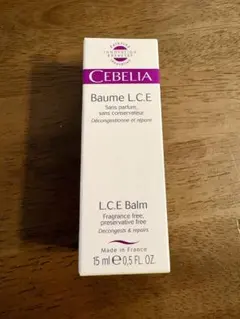 CEBELIA
Baume L.C.E
Sans parfum,
sans conservateur
Décongestionne et répare
L.C.E Balm
Fragrance free,
preservative free
Decongests & repairs
Made in France
15 ml e 0,5 FL. OZ.